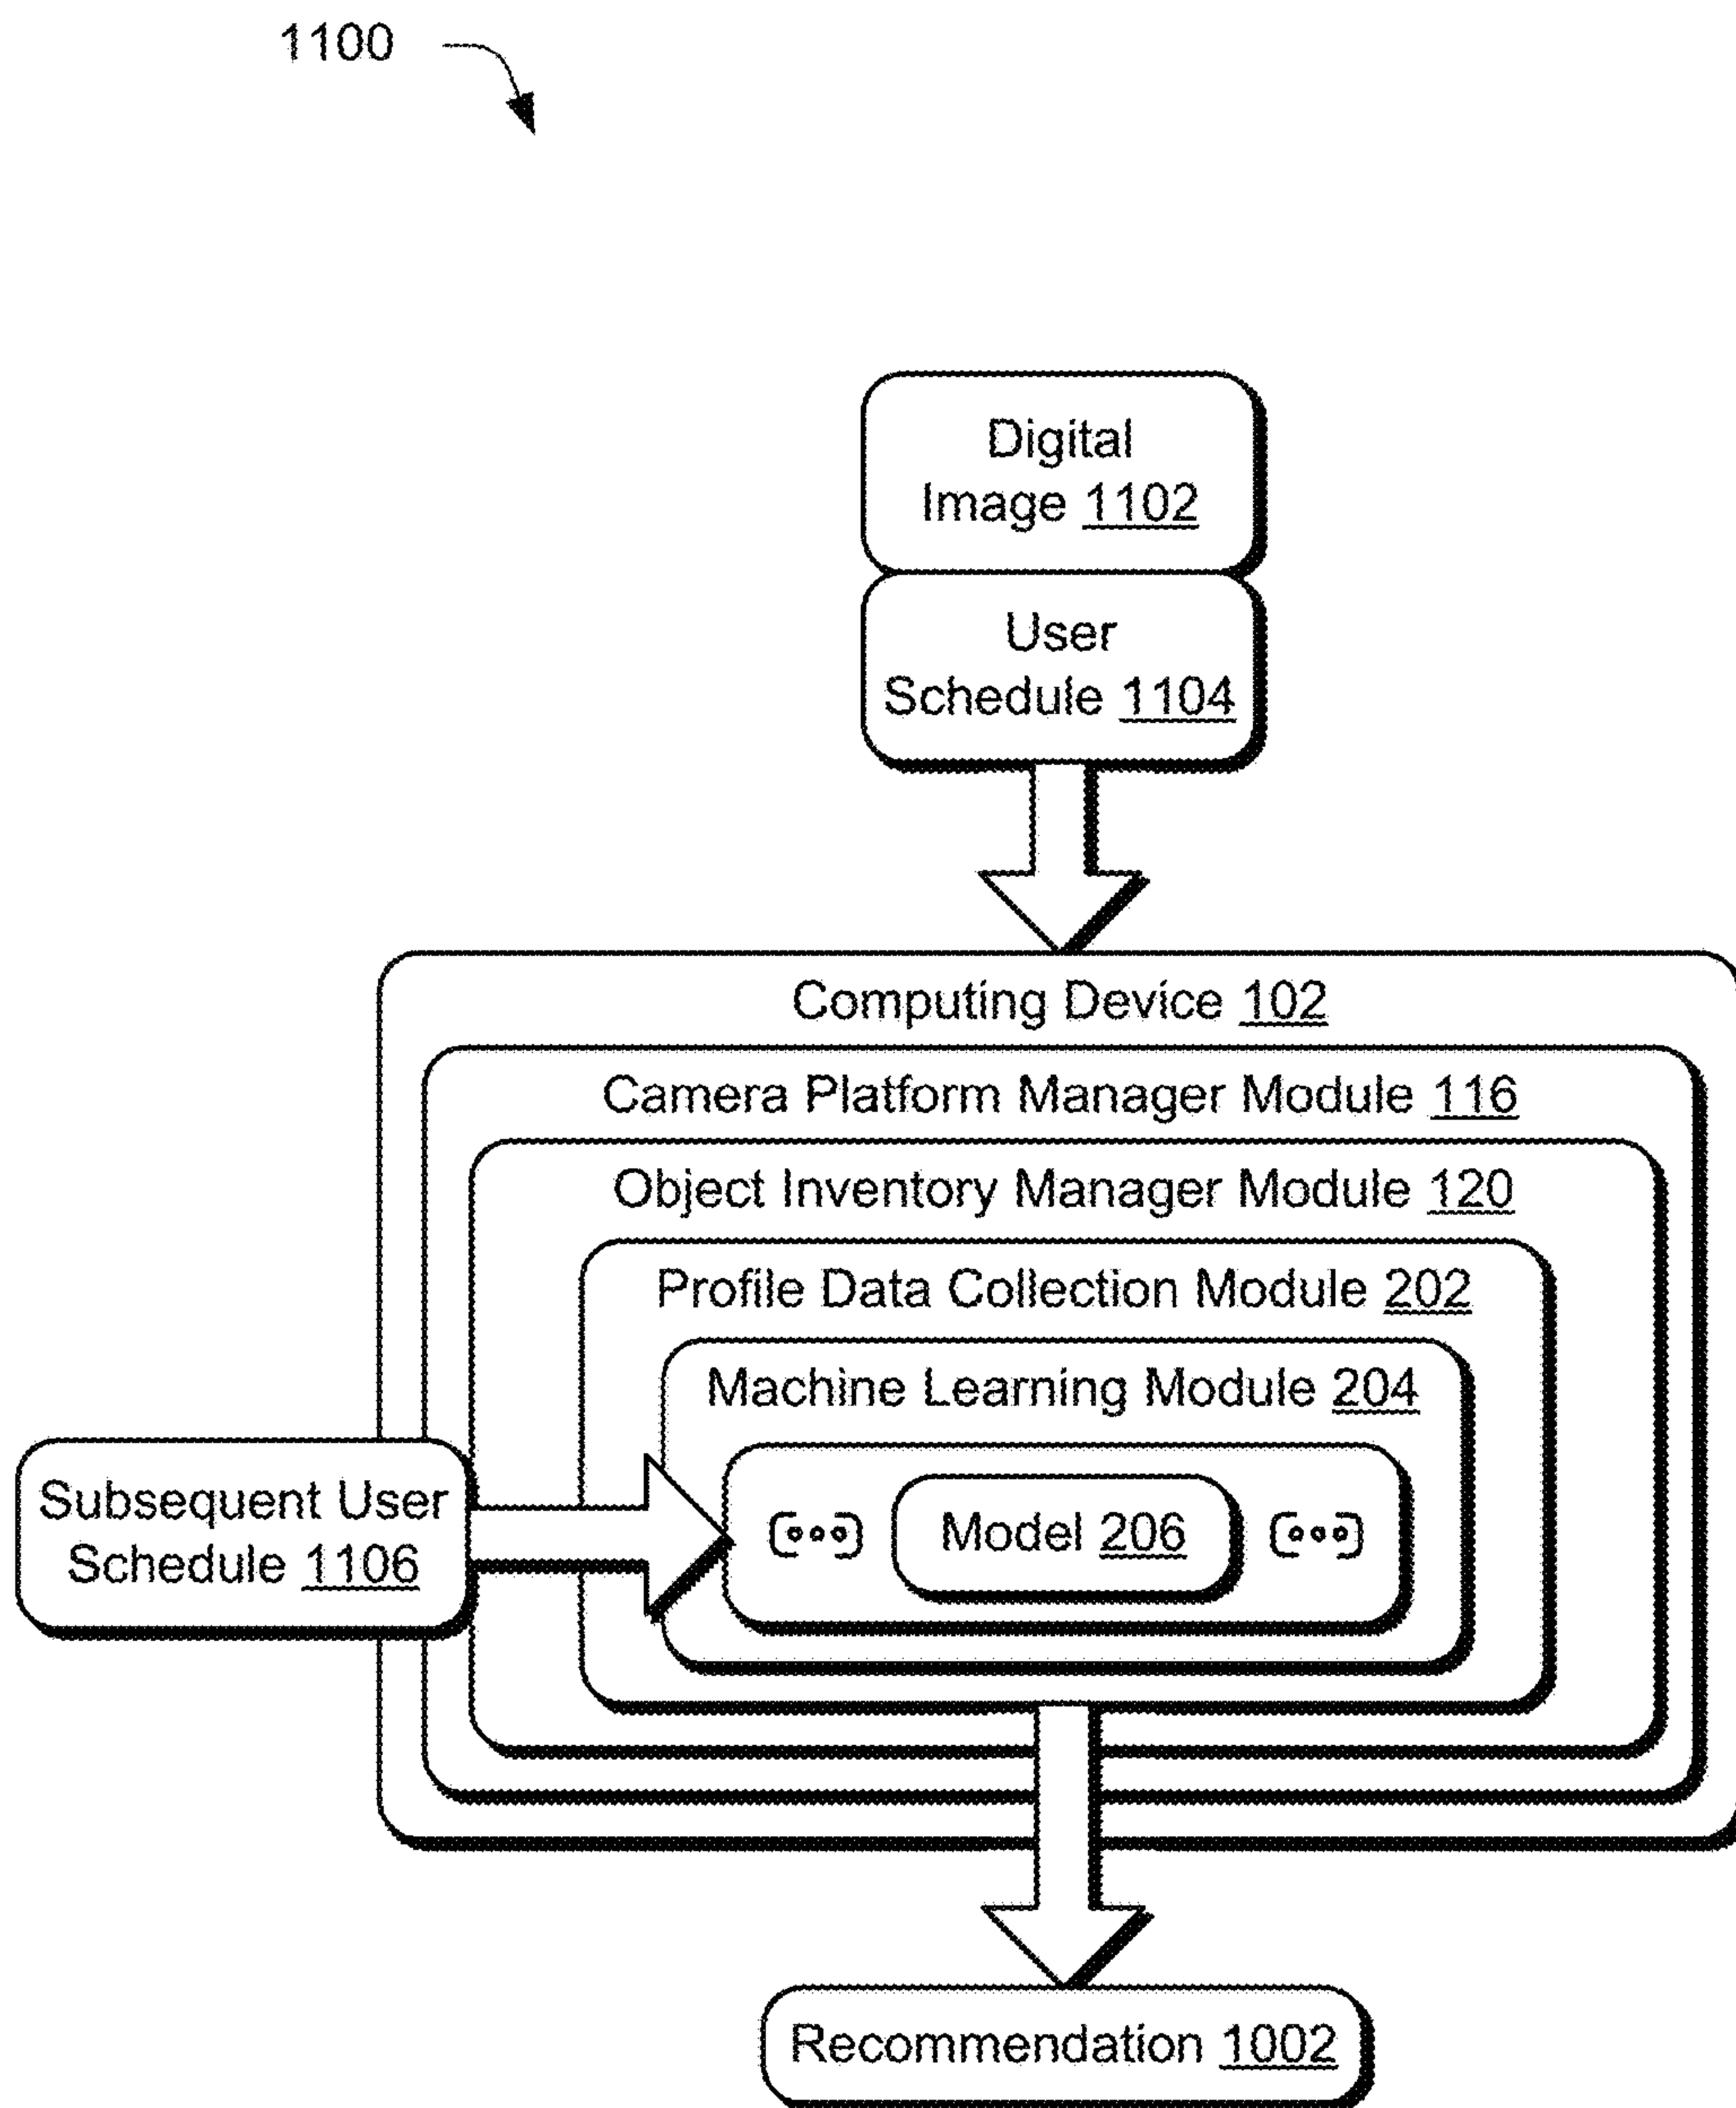 1100
Digital
Image 1102
User
Schedule 1104
Computing Device 102
Camera Platform Manager Module 116
Object Inventory Manager Module 120
Profile Data Collection Module 202
Machine Learning Module 204
Subsequent User
Schedule 1106
Model 206
Recommendation 1002